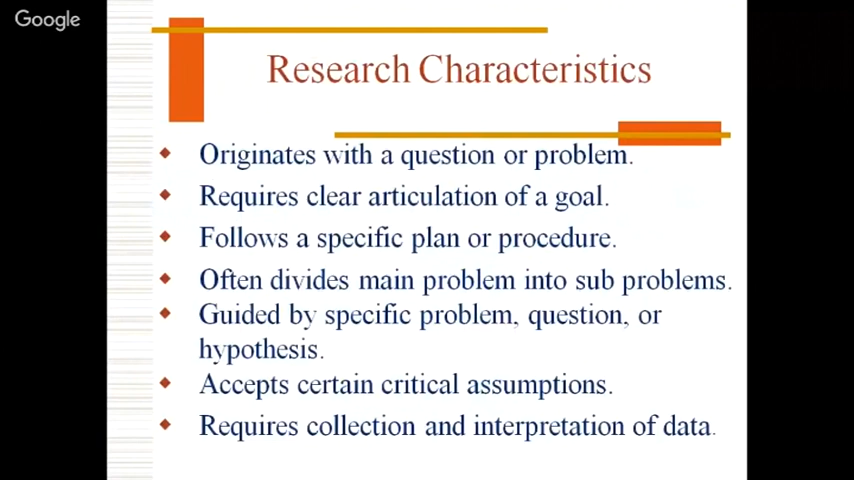 Google
Research Characteristics
Originates with a question or problem.
Requires clear articulation of a goal.
Follows a specific plan or procedure.
Often divides main problem into sub problems.
Guided by specific problem, question, or
hypothesis.
Accepts certain critical assumptions.
Requires collection and interpretation of data.